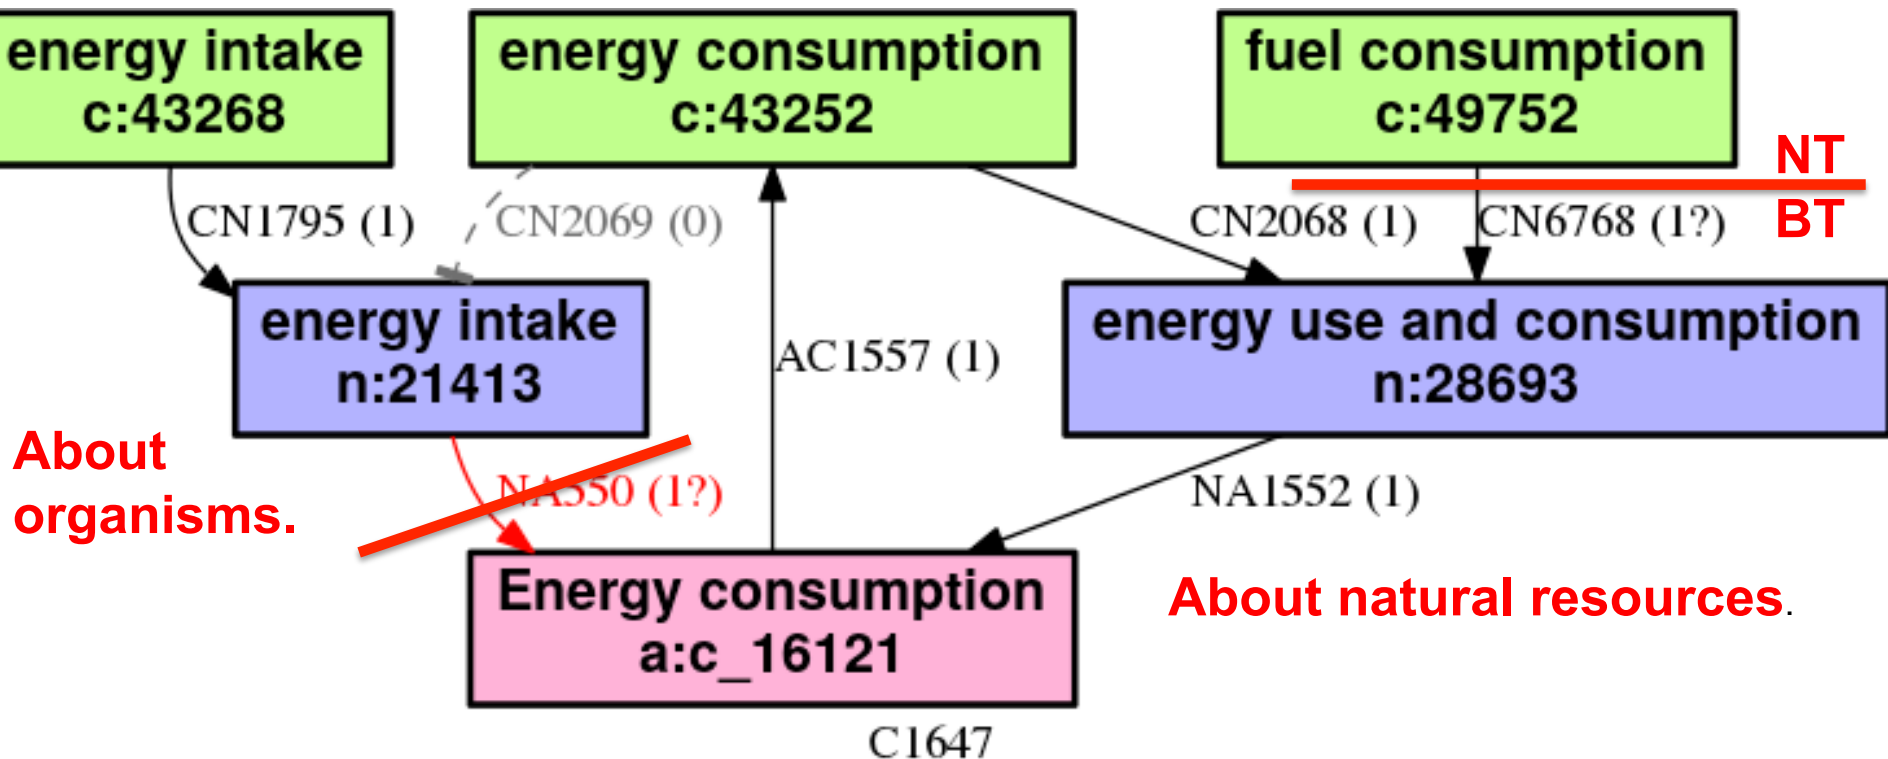 energy intake
c:43268
energy consumption
c:43252
fuel consumption
c:49752
NT
BT
CN1795 (1)
CN2069 (0)
CN2068 (1)
CN6768 (1?)
energy intake
n:21413
AC1557 (1)
energy use and consumption
n:28693
About
organisms.
NA550 (1?)
NA1552 (1)
Energy consumption
a:c_16121
About natural resources.
C1647